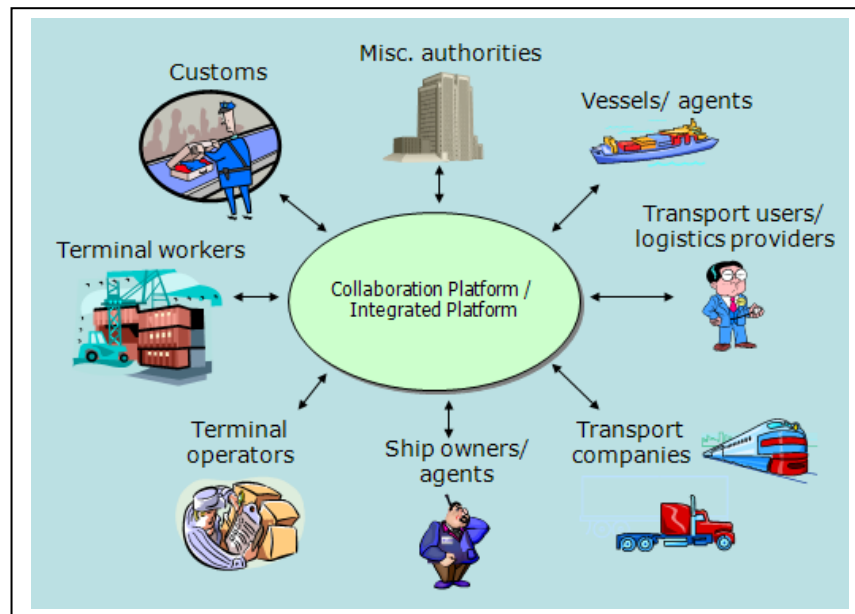 Misc. authorities
Customs
Vessels/ agents
Transport users/
logistics providers
Terminal workers
Collaboration Platform /
Integrated Platform
Terminal
operators
Ship owners/
agents
Transport
companies